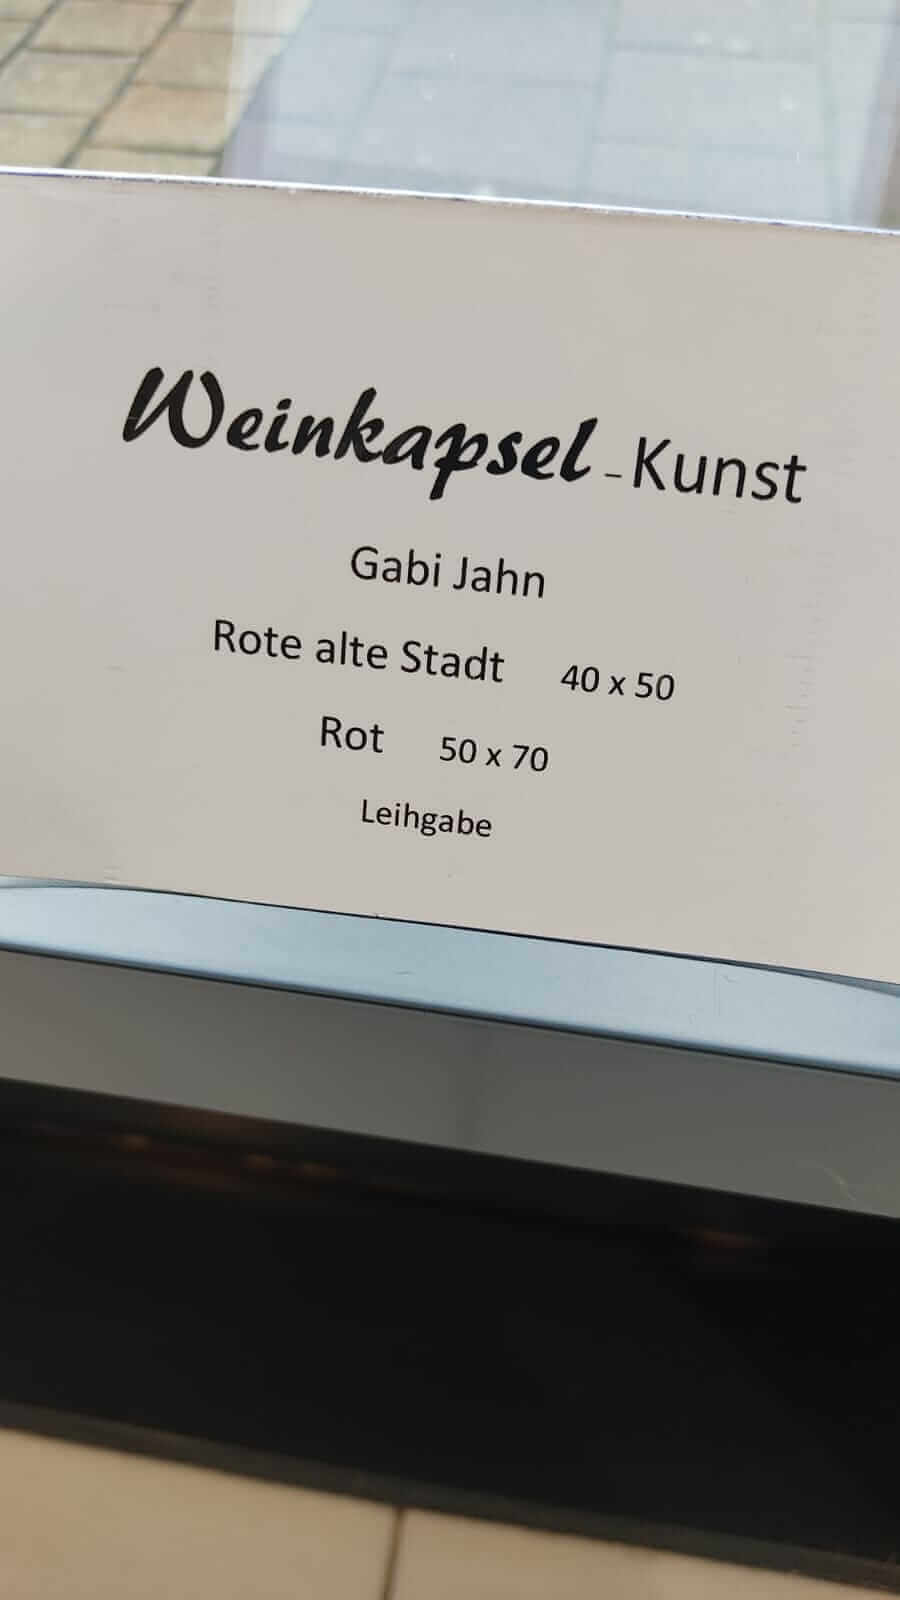 Weinkapsel - Kunst
Gabi Jahn
Rote alte Stadt 40 x 50
Rot 50 x 70
Leihgabe